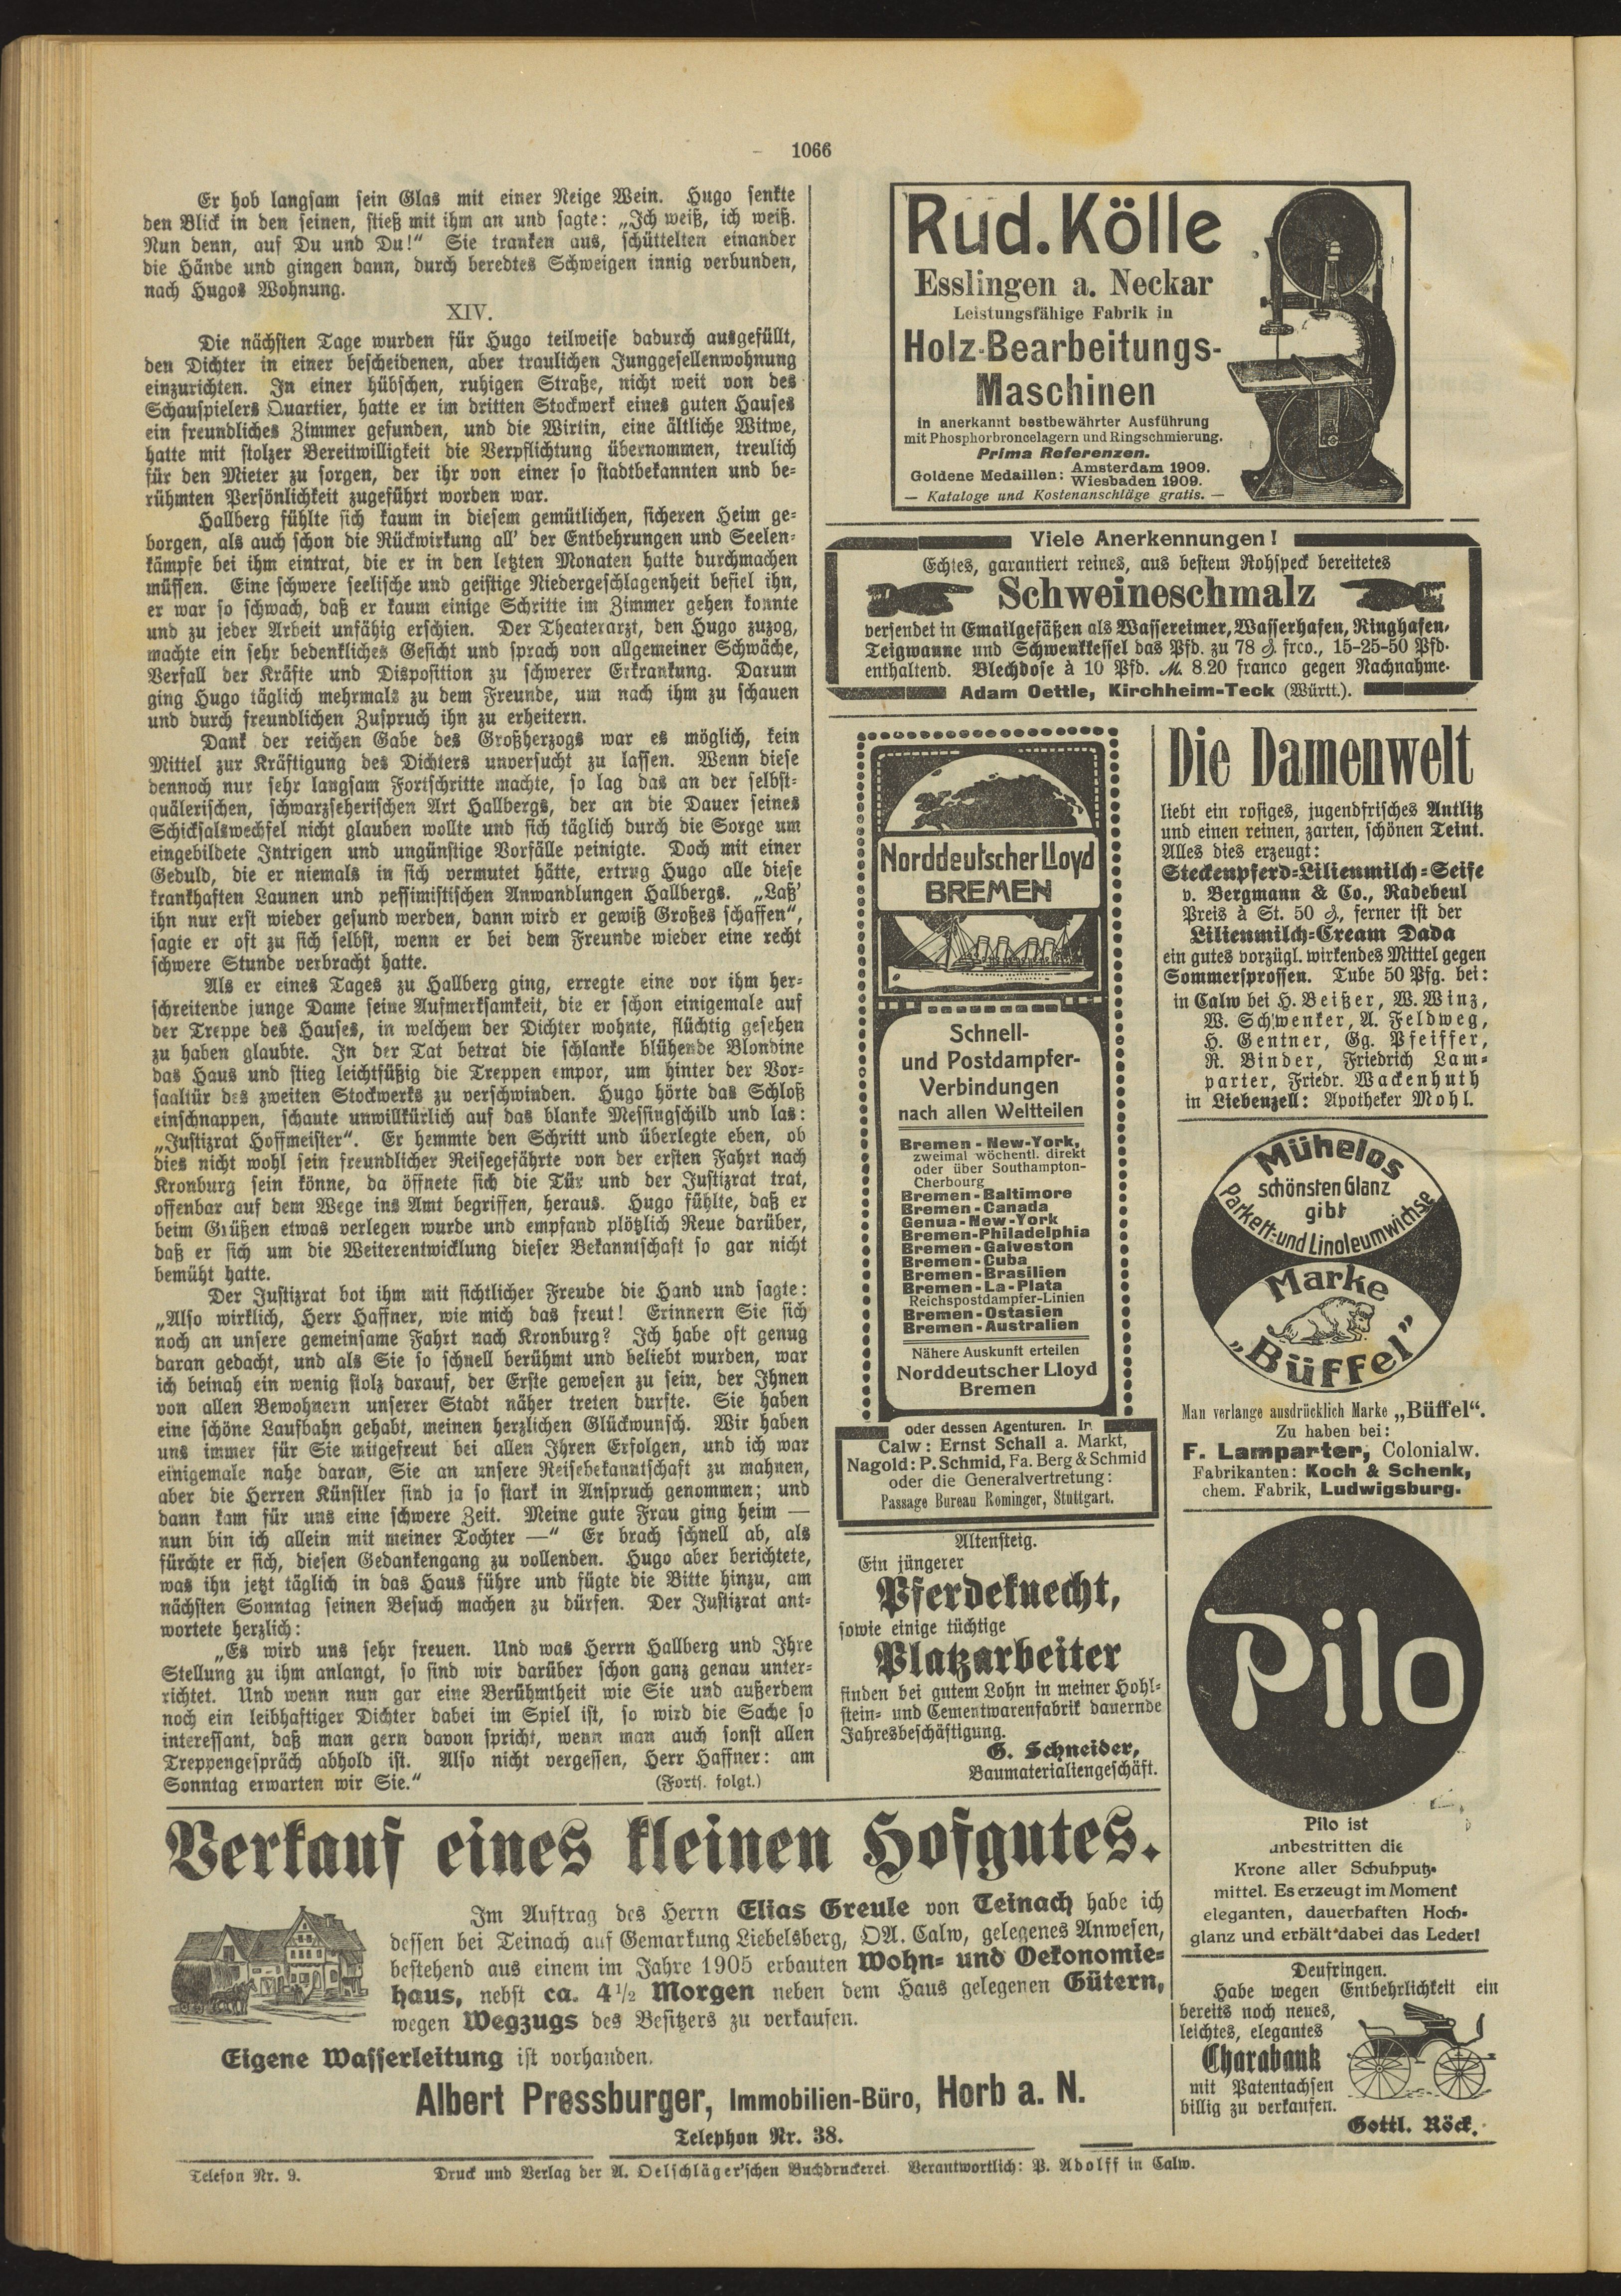 1066
Er hob langsam sein Glas mit einer Neige Wein. Hugo senkte
den Blick in den seinen, stieß mit ihm an und sagte: „Ich weiß, ich weiß.
Nun denn, auf Du und Du!“ Sie tranken aus, schüttelten einander
die Hände und gingen dann, durch beredtes Schweigen innig verbunden,
nach Hugos Wohnung.
XIV.
Die nächsten Tage wurden für Hugo teilweise dadurch ausgefüllt,
den Dichter in einer bescheidenen, aber traulichen Junggesellenwohnung
einzurichten. In einer hübschen, ruhigen Straße, nicht weit von des
Schauspielers Quartier, hatte er im dritten Stockwerk eines guten Hauses
ein freundliches Zimmer gefunden, und die Wirtin, eine ältliche Witwe,
hatte mit stolzer Bereitwilligkeit die Verpflichtung übernommen, treulich
für den Mieter zu sorgen, der ihr von einer so stadtbekannten und be-
rühmten Persönlichkeit zugeführt worden war.
Hallberg fühlte sich kaum in diesem gemütlichen, sicheren Heim ge-
borgen, als auch schon die Rückwirkung all' der Entbehrungen und Seelen-
kämpfe bei ihm eintrat, die er in den letzten Monaten hatte durchmachen
müssen. Eine schwere seelische und geistige Niedergeschlagenheit befiel ihn,
er war so schwach, daß er kaum einige Schritte im Zimmer gehen konnte
und zu jeder Arbeit unfähig erschien. Der Theaterarzt, den Hugo zuzog,
machte ein sehr bedenkliches Gesicht und sprach von allgemeiner Schwäche,
Verfall der Kräfte und Disposition zu schwerer Erkrankung. Darum
ging Hugo täglich mehrmals zu dem Freunde, um nach ihm zu schauen
und durch freundlichen Zuspruch ihn zu erheitern.
Dank der reichen Gabe des Großherzogs war es möglich, kein
Mittel zur Kräftigung des Dichters unversucht zu lassen. Wenn diese
dennoch nur sehr langsam Fortschritte machte, so lag das an der selbst-
quälerischen, schwarzseherischen Art Hallbergs, der an die Dauer seines
Schicksalswechsel nicht glauben wollte und sich täglich durch die Sorge um
eingebildete Intrigen und ungünstige Vorfälle peinigte. Doch mit einer
Geduld, die er niemals in sich vermutet hätte, ertrug Hugo alle diese
krankhaften Launen und pessimistischen Anwandlungen Hallbergs. „Laß'
ihn nur erst wieder gesund werden, dann wird er gewiß Großes schaffen“,
sagte er oft zu sich selbst, wenn er bei dem Freunde wieder eine recht
schwere Stunde verbracht hatte.
Als er eines Tages zu Hallberg ging, erregte eine vor ihm her-
schreitende junge Dame seine Aufmerksamkeit, die er schon einigemale auf
der Treppe des Hauses, in welchem der Dichter wohnte, flüchtig gesehen
zu haben glaubte. In der Tat betrat die schlanke blühende Blondine
das Haus und stieg leichtfüßig die Treppen empor, um hinter der Vor-
saaltür des zweiten Stockwerks zu verschwinden. Hugo hörte das Schloß
einschnappen, schaute unwillkürlich auf das blanke Messingschild und las:
„Justizrat Hoffmeister“. Er hemmte den Schritt und überlegte eben, ob
dies nicht wohl sein freundlicher Reisegefährte von der ersten Fahrt nach
Kronburg sein könne, da öffnete sich die Tür und der Justizrat trat,
offenbar auf dem Wege ins Amt begriffen, heraus. Hugo fühlte, daß er
beim Grüßen etwas verlegen wurde und empfand plötzlich Reue darüber,
daß er sich um die Weiterentwicklung dieser Bekanntschaft so gar nicht
bemüht hatte.
Der Justizrat bot ihm mit sichtlicher Freude die Hand und sagte:
„Also wirklich, Herr Haffner, wie mich das freut! Erinnern Sie sich
noch an unsere gemeinsame Fahrt nach Kronburg? Ich habe oft genug
daran gedacht, und als Sie so schnell berühmt und beliebt wurden, war
ich beinah ein wenig stolz darauf, der Erste gewesen zu sein, der Ihnen
von allen Bewohnern unserer Stadt näher treten durfte. Sie haben
eine schöne Laufbahn gehabt, meinen herzlichen Glückwunsch. Wir haben
uns immer für Sie mitgefreut bei allen Ihren Erfolgen, und ich war
einigemale nahe daran, Sie an unsere Reisebekanntschaft zu mahnen,
aber die Herren Künstler sind ja so stark in Anspruch genommen; und
dann kam für uns eine schwere Zeit. Meine gute Frau ging heim —
nun bin ich allein mit meiner Tochter —“ Er brach schnell ab, als
fürchte er sich, diesen Gedankengang zu vollenden. Hugo aber berichtete,
was ihn jetzt täglich in das Haus führe und fügte die Bitte hinzu, am
nächsten Sonntag seinen Besuch machen zu dürfen. Der Justizrat ant-
wortete herzlich:
„Es wird uns sehr freuen. Und was Herrn Hallberg und Ihre
Stellung zu ihm anlangt, so sind wir darüber schon ganz genau unter-
richtet. Und wenn nun gar eine Berühmtheit wie Sie und außerdem
noch ein leibhaftiger Dichter dabei im Spiel ist, so wird die Sache so
interessant, daß man gern davon spricht, wenn man auch sonst allen
Treppengespräch abhold ist. Also nicht vergessen, Herr Haffner: am
Sonntag erwarten wir Sie.“ (Forts. folgt.)
Rud. Kölle
Esslingen a. Neckar
Leistungsfähige Fabrik in
Holz-Bearbeitungs-
Maschinen
in anerkannt bestbewährter Ausführung
mit Phosphorbroncelagern und Ringschmierung.
Prima Referenzen.
Goldene Medaillen: Amsterdam 1909.
Wiesbaden 1909.
— Kataloge und Kostenanschläge gratis. —
Viele Anerkennungen!
Echtes, garantiert reines, aus bestem Rohspeck bereitetes
Schweineschmalz
versendet in Emailgefäßen als Wassereimer, Wasserhafen, Ringhafen,
Teigwanne und Schwenkkessel das Pfd. zu 78 ₰ frco., 15-25-50 Pfd.
enthaltend. Blechdose à 10 Pfd. M. 8.20 franco gegen Nachnahme.
Adam Oettle, Kirchheim-Teck (Württ.).
Norddeutscher Lloyd
BREMEN
Schnell-
und Postdampfer-
Verbindungen
nach allen Weltteilen
Bremen-New-York,
zweimal wöchentl. direkt
oder über Southampton-
Cherbourg
Bremen-Baltimore
Bremen-Canada
Genua-New-York
Bremen-Philadelphia
Bremen-Galveston
Bremen-Cuba
Bremen-Brasilien
Bremen-La-Plata
Reichspostdampfer-Linien
Bremen-Ostasien
Bremen-Australien
Nähere Auskunft erteilen
Norddeutscher Lloyd
Bremen
oder dessen Agenturen. In
Calw: Ernst Schall a. Markt,
Nagold: P. Schmid, Fa. Berg & Schmid
oder die Generalvertretung:
Passage Bureau Rominger, Stuttgart.
Altensteig.
Ein jüngerer
Pferdeknecht,
sowie einige tüchtige
Platzarbeiter
finden bei gutem Lohn in meiner Hohl-
stein- und Cementwarenfabrik dauernde
Jahresbeschäftigung.
G. Schneider,
Baumaterialiengeschäft.
Die Damenwelt
liebt ein rosiges, jugendfrisches Antlitz
und einen reinen, zarten, schönen Teint.
Alles dies erzeugt:
Steckenpferd-Lilienmilch-Seife
v. Bergmann & Co., Radebeul
Preis à St. 50 ₰, ferner ist der
Lilienmilch-Cream Dada
ein gutes vorzügl. wirkendes Mittel gegen
Sommersprossen. Tube 50 Pfg. bei:
in Calw bei H. Beißer, W. Winz,
W. Schwenker, A. Feldweg,
H. Gentner, Gg. Pfeiffer,
R. Binder, Friedrich Lam-
parter, Friedr. Wackenhuth
in Liebenzell: Apotheker Mohl.
Mühelos
schönsten Glanz
gibt
Parkett-und Linoleumwichse
Marke
„Büffel“
Man verlange ausdrücklich Marke „Büffel“.
Zu haben bei:
F. Lamparter, Colonialw.
Fabrikanten: Koch & Schenk,
chem. Fabrik, Ludwigsburg.
Pilo
Pilo ist
unbestritten die
Krone aller Schuhputz-
mittel. Es erzeugt im Moment
eleganten, dauerhaften Hoch-
glanz und erhält dabei das Leder!
Deufringen.
Habe wegen Entbehrlichkeit ein
bereits noch neues,
leichtes, elegantes
Charabank
mit Patentachsen
billig zu verkaufen.
Gottl. Röck.
Verkauf eines kleinen Hofgutes.
Im Auftrag des Herrn Elias Greule von Teinach habe ich
dessen bei Teinach auf Gemarkung Liebelsberg, OA. Calw, gelegenes Anwesen,
bestehend aus einem im Jahre 1905 erbauten Wohn- und Oekonomie-
haus, nebst ca. 4 1/2 Morgen neben dem Haus gelegenen Gütern,
wegen Wegzugs des Besitzers zu verkaufen.
Eigene Wasserleitung ist vorhanden.
Albert Pressburger, Immobilien-Büro, Horb a. N.
Telephon Nr. 38.
Telefon Nr. 9. Druck und Verlag der A. Oelschläger'schen Buchdruckerei. Verantwortlich: P. Adolff in Calw.